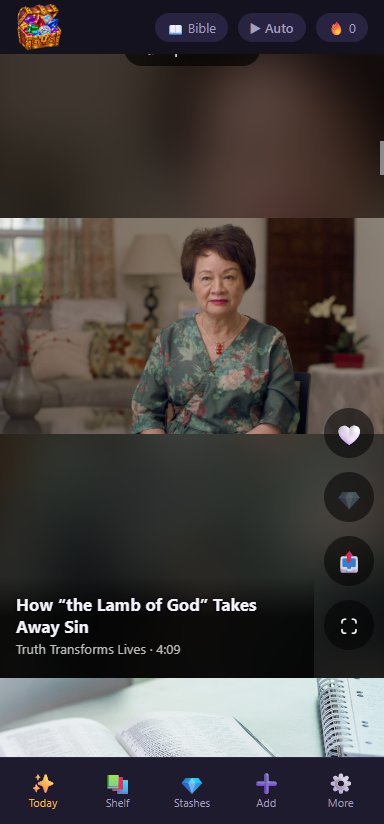 Bible
Auto
0
How “the Lamb of God” Takes
Away Sin
Truth Transforms Lives · 4:09
Today
Shelf
Stashes
Add
More